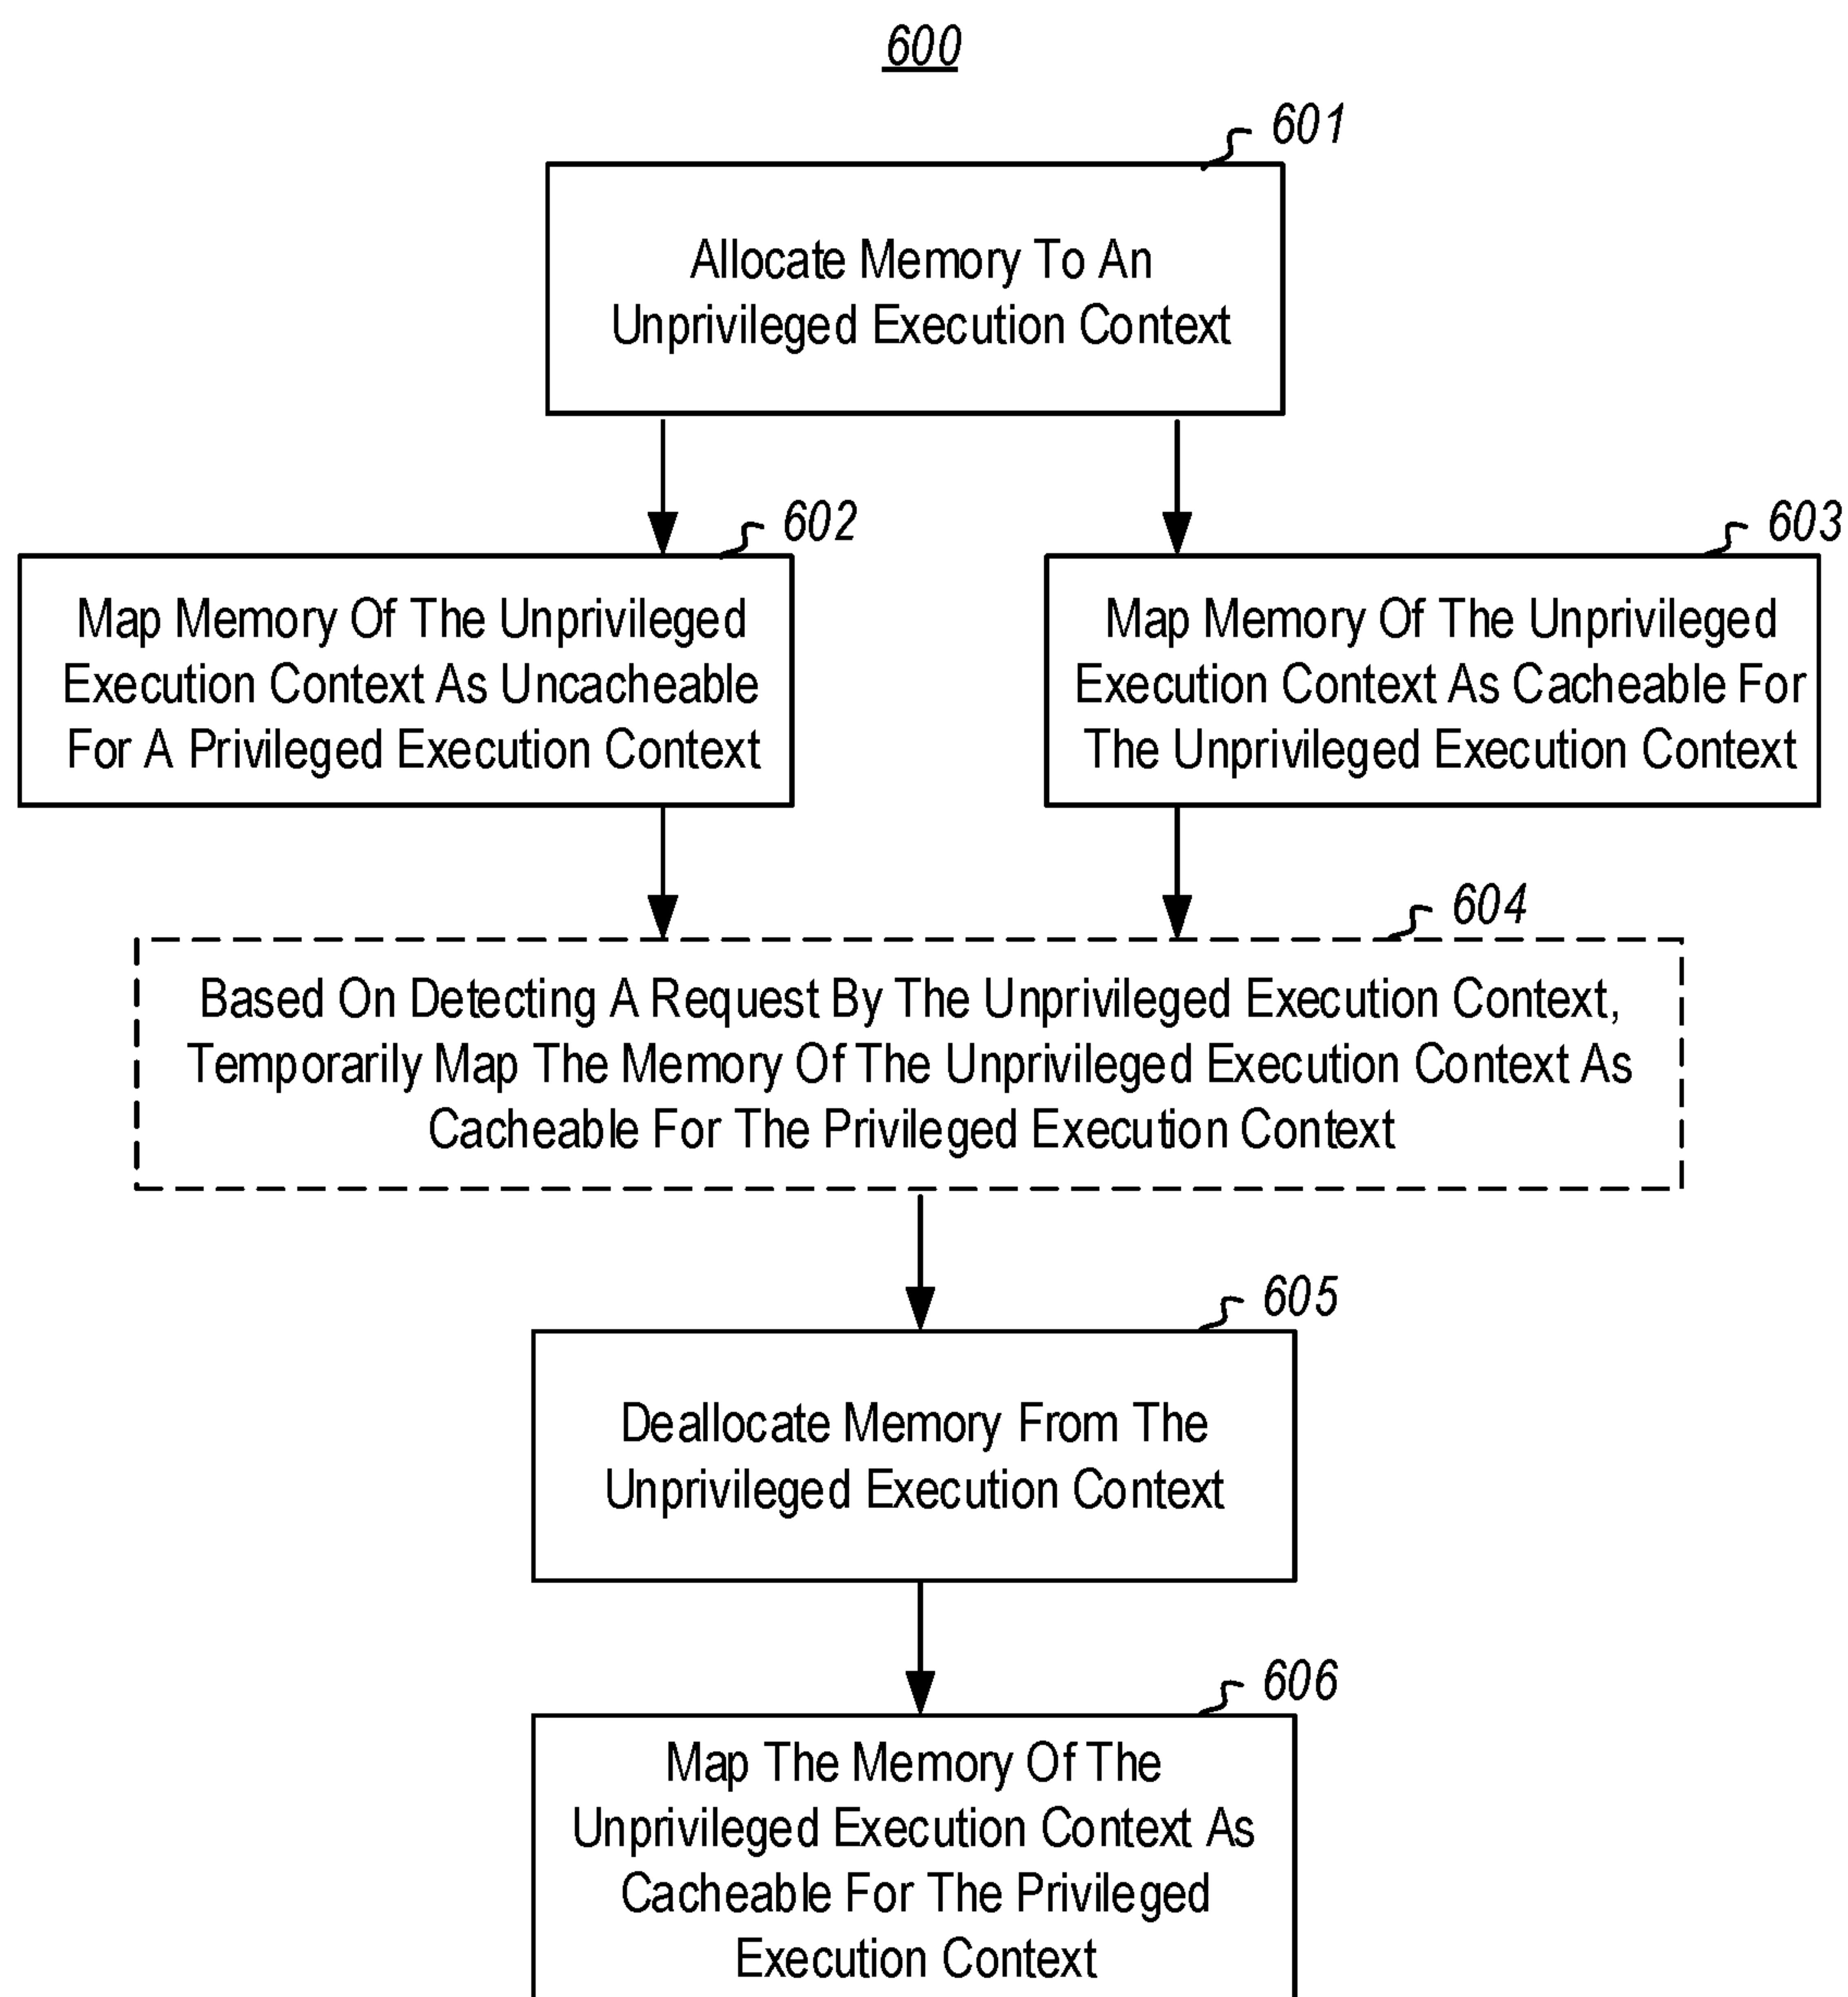 600
601
Allocate Memory To An
Unprivileged Execution Context
602
Map Memory Of The Unprivileged
Execution Context As Uncacheable
For A Privileged Execution Context
603
Map Memory Of The Unprivileged
Execution Context As Cacheable For
The Unprivileged Execution Context
604
Based On Detecting A Request By The Unprivileged Execution Context,
Temporarily Map The Memory Of The Unprivileged Execution Context As
Cacheable For The Privileged Execution Context
605
Deallocate Memory From The
Unprivileged Execution Context
606
Map The Memory Of The
Unprivileged Execution Context As
Cacheable For The Privileged
Execution Context